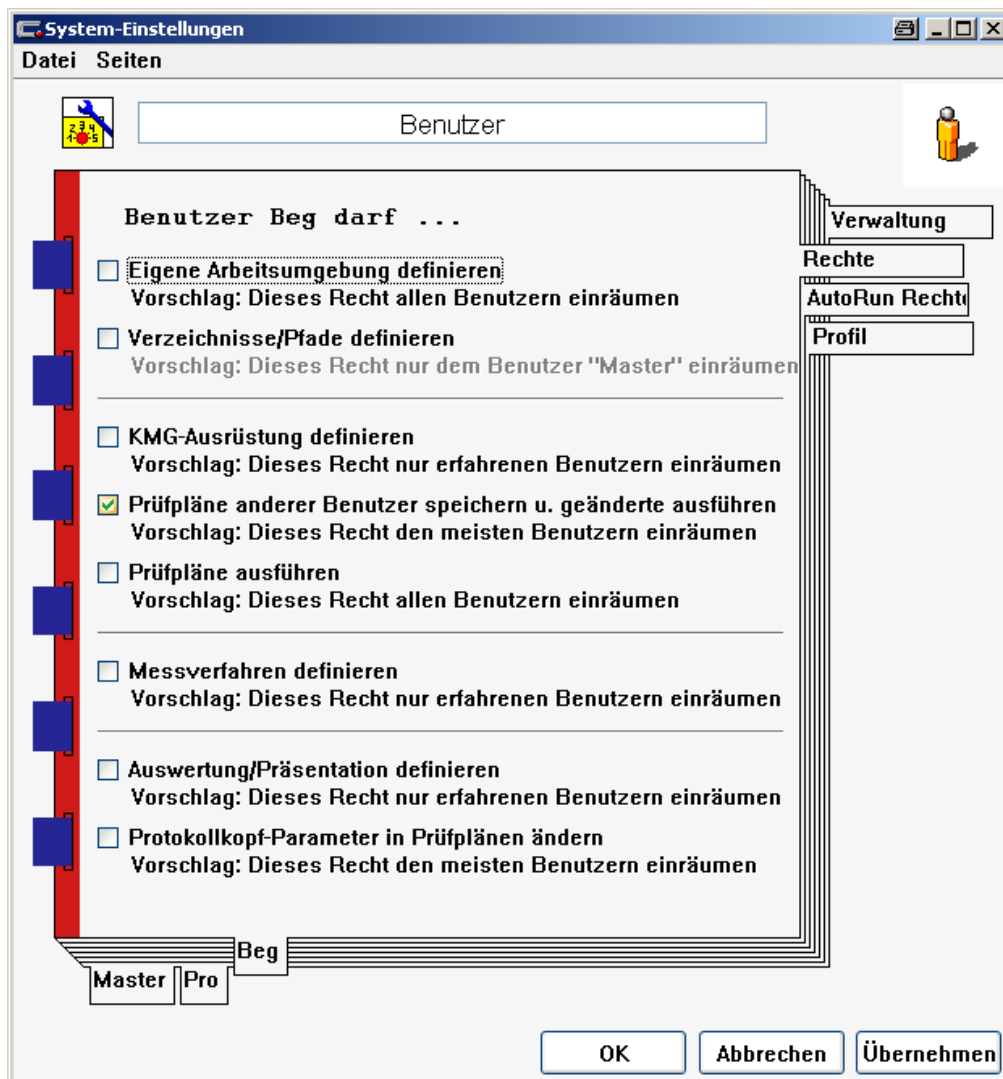 System-Einstellungen
Datei Seiten
2 3 4
1 5
Benutzer
Benutzer Beg darf ...
Verwaltung
Rechte
AutoRun Rechte
Profil
Eigene Arbeitsumgebung definieren
Vorschlag: Dieses Recht allen Benutzern einräumen
Verzeichnisse/Pfade definieren
Vorschlag: Dieses Recht nur dem Benutzer "Master" einräumen
KMG-Ausrüstung definieren
Vorschlag: Dieses Recht nur erfahrenen Benutzern einräumen
Prüfpläne anderer Benutzer speichern u. geänderte ausführen
Vorschlag: Dieses Recht den meisten Benutzern einräumen
Prüfpläne ausführen
Vorschlag: Dieses Recht allen Benutzern einräumen
Messverfahren definieren
Vorschlag: Dieses Recht nur erfahrenen Benutzern einräumen
Auswertung/Präsentation definieren
Vorschlag: Dieses Recht nur erfahrenen Benutzern einräumen
Protokollkopf-Parameter in Prüfplänen ändern
Vorschlag: Dieses Recht den meisten Benutzern einräumen
Beg
Master Pro
OK Abbrechen Übernehmen